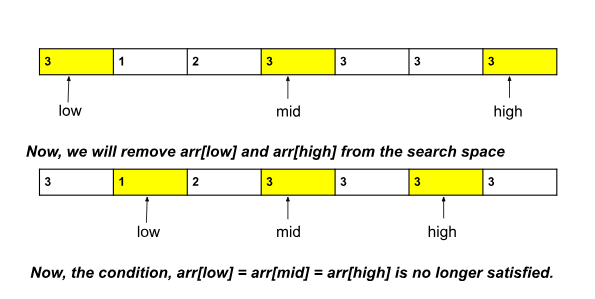 3 1 2 3 3 3 3
low mid high
Now, we will remove arr[low] and arr[high] from the search space
3 1 2 3 3 3 3
low mid high
Now, the condition, arr[low] = arr[mid] = arr[high] is no longer satisfied.